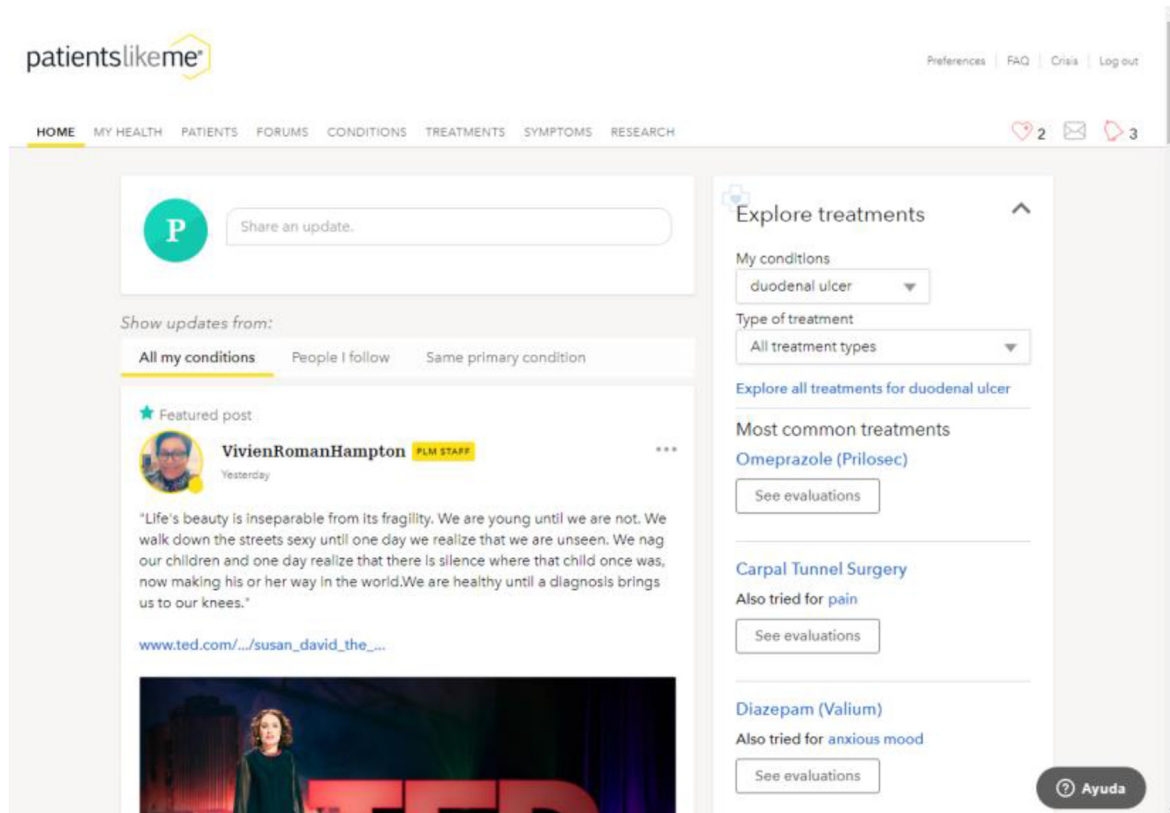 patientslikeme®
Preferences | FAQ | Crisis | Log out
HOME MY HEALTH PATIENTS FORUMS CONDITIONS TREATMENTS SYMPTOMS RESEARCH
2 3
P
Share an update.
Show updates from:
All my conditions People I follow Same primary condition
Featured post
VivienRomanHampton PLM STAFF
Yesterday
"Life's beauty is inseparable from its fragility. We are young until we are not. We
walk down the streets sexy until one day we realize that we are unseen. We nag
our children and one day realize that there is silence where that child once was,
now making his or her way in the world.We are healthy until a diagnosis brings
us to our knees."
www.ted.com/.../susan_david_the_...
TED
Explore treatments
My conditions
duodenal ulcer
Type of treatment
All treatment types
Explore all treatments for duodenal ulcer
Most common treatments
Omeprazole (Prilosec)
See evaluations
Carpal Tunnel Surgery
Also tried for pain
See evaluations
Diazepam (Valium)
Also tried for anxious mood
See evaluations
Ayuda